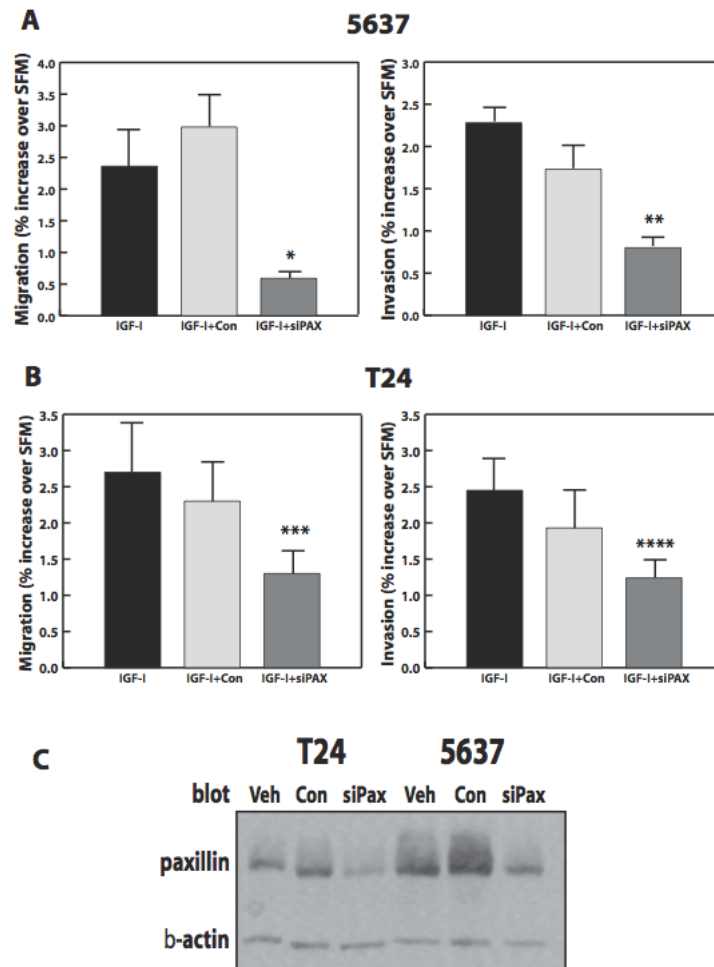 A
5637
Migration (% increase over SFM)
4.0
3.5
3.0
2.5
2.0
1.5
1.0
0.5
0.0
*
IGF-I IGF-I+Con IGF-I+siPAX
Invasion (% increase over SFM)
3.0
2.5
2.0
1.5
1.0
0.5
0.0
**
IGF-I IGF-I+Con IGF-I+siPAX
B
T24
Migration (% increase over SFM)
3.5
3.0
2.5
2.0
1.5
1.0
0.5
0.0
***
IGF-I IGF-I+Con IGF-I+siPAX
Invasion (% increase over SFM)
3.5
3.0
2.5
2.0
1.5
1.0
0.5
0.0
****
IGF-I IGF-I+Con IGF-I+siPAX
C
T24 5637
blot Veh Con siPax Veh Con siPax
paxillin
b-actin